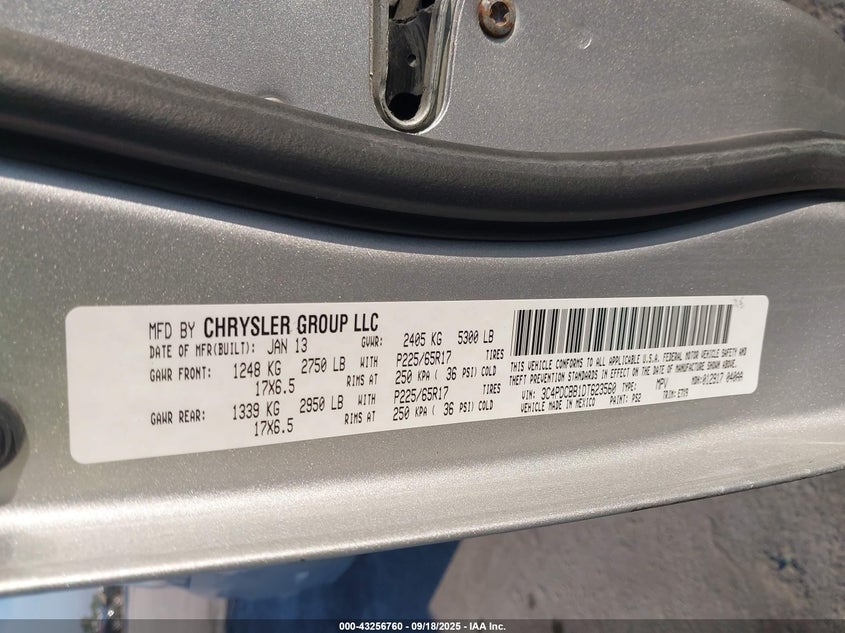 MFD BY CHRYSLER GROUP LLC
DATE OF MFR(BUILT): JAN 13 GVWR: 2405 KG 5300 LB
GAWR FRONT: 1248 KG 2750 LB WITH P225/65R17 TIRES
17X6.5 RIMS AT 250 KPA ( 36 PSI) COLD
GAWR REAR: 1339 KG 2950 LB WITH P225/65R17 TIRES
17X6.5 RIMS AT 250 KPA ( 36 PSI) COLD
THIS VEHICLE CONFORMS TO ALL APPLICABLE U.S.A. FEDERAL MOTOR VEHICLE SAFETY AND
THEFT PREVENTION STANDARDS IN EFFECT ON THE DATE OF MANUFACTURE SHOWN ABOVE.
VIN: 3C4PDCBB1DT623560 TYPE: MPV MDH: 012917 040AA
VEHICLE MADE IN MEXICO PAINT: PS2 TRIM:
000-43256760 - 09/18/2025 - IAA Inc.